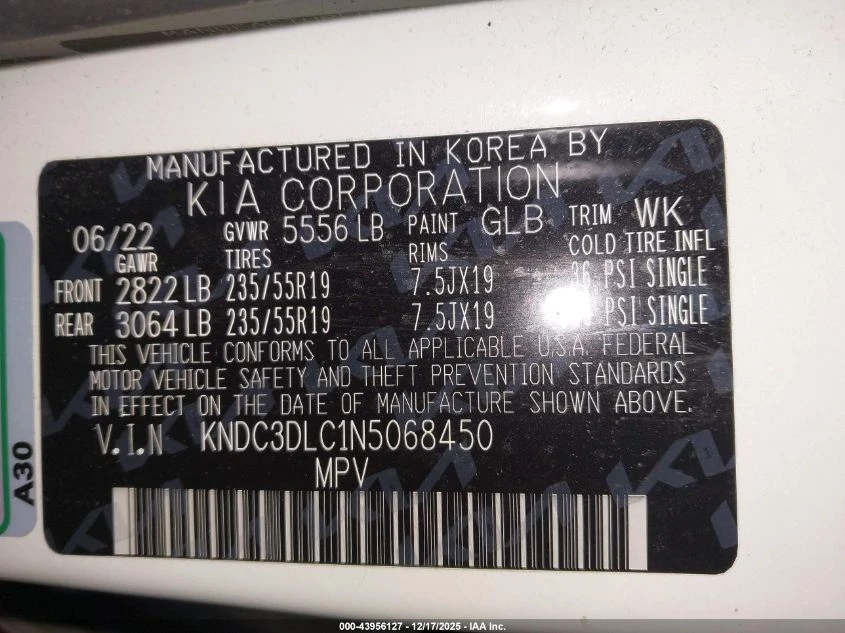 MANUFACTURED IN KOREA BY
KIA CORPORATION
06/22 GVWR 5556 LB PAINT GLB TRIM WK
GAWR TIRES RIMS COLD TIRE INFL
FRONT 2822 LB 235/55R19 7.5JX19 36 PSI SINGLE
REAR 3064 LB 235/55R19 7.5JX19 PSI SINGLE
THIS VEHICLE CONFORMS TO ALL APPLICABLE U.S.A. FEDERAL
MOTOR VEHICLE SAFETY AND THEFT PREVENTION STANDARDS
IN EFFECT ON THE DATE OF MANUFACTURE SHOWN ABOVE.
V.I.N KNDC3DLC1N5068450
MPV
A30
000-43956127 - 12/17/2025 - IAA Inc.